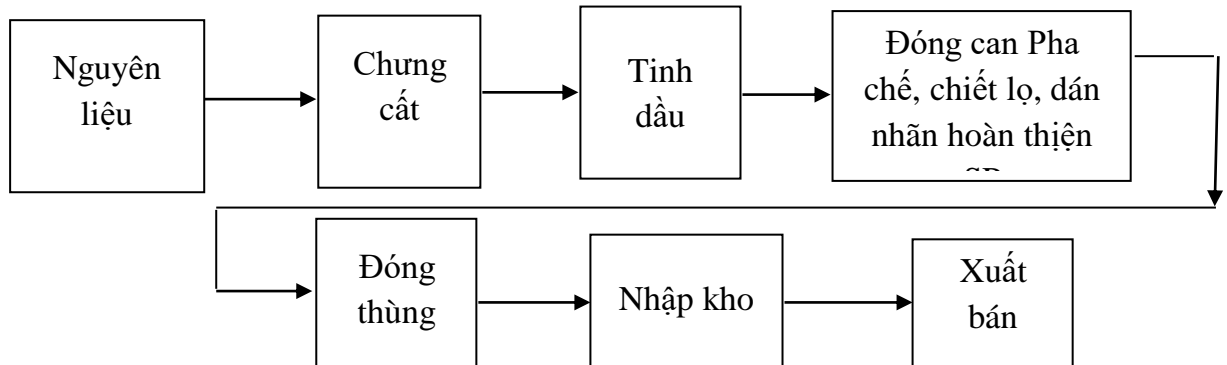 Nguyên
liệu
Chưng
cất
Tinh
dầu
Đóng can Pha
chế, chiết lọ, dán
nhãn hoàn thiện
Đóng
thùng
Nhập kho
Xuất
bán